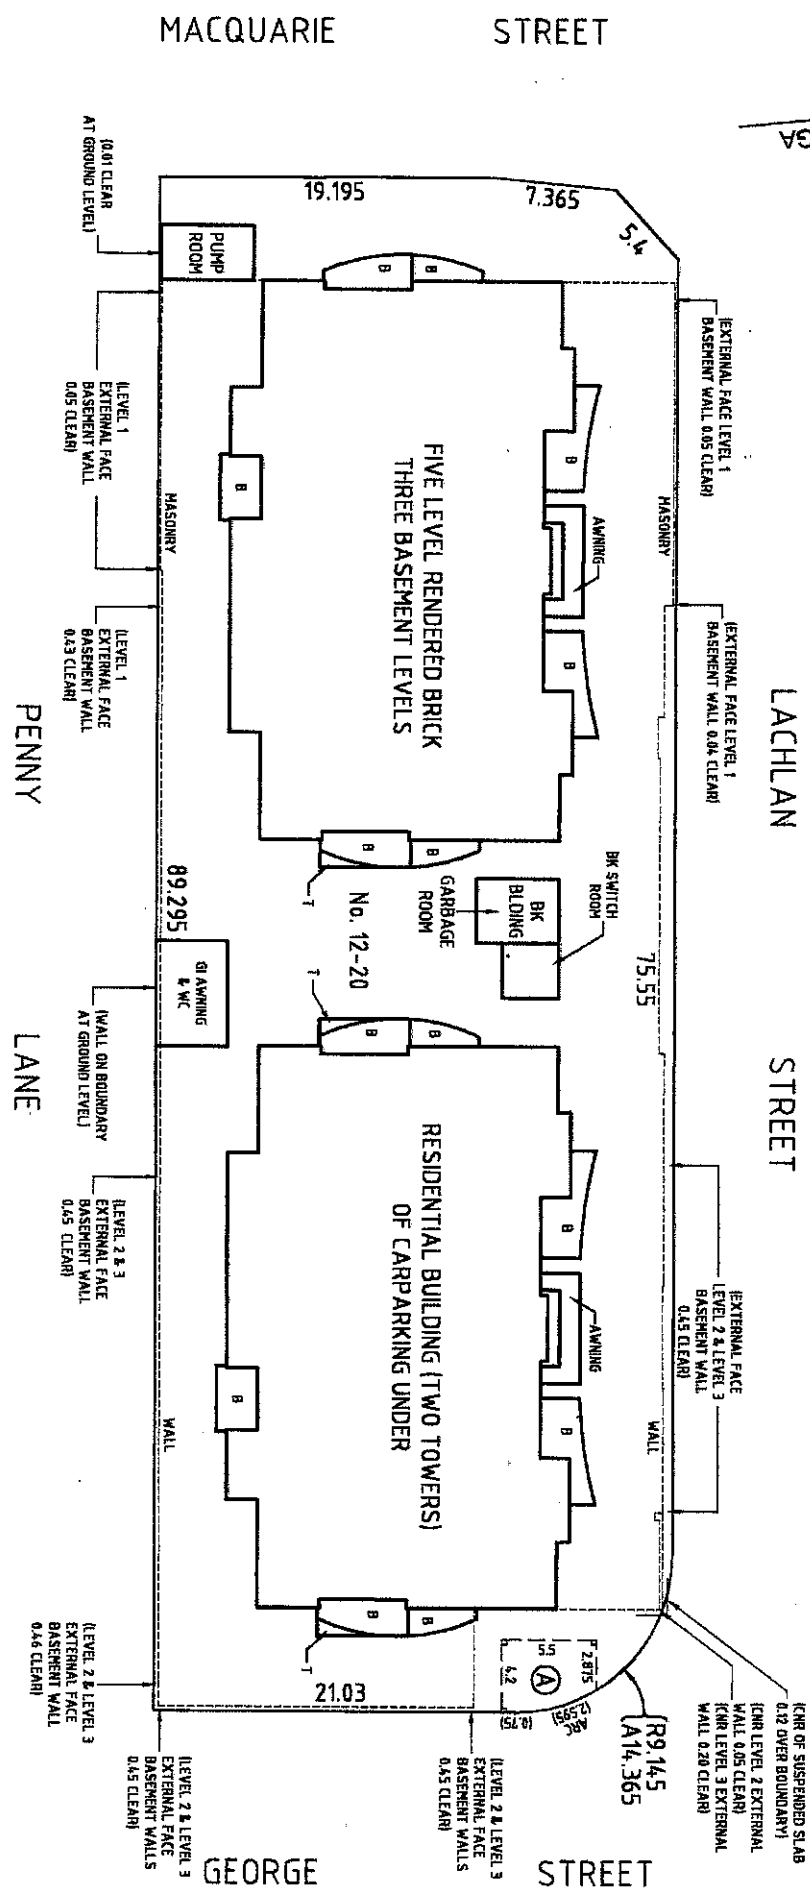 MACQUARIE STREET
GA
(0.01 CLEAR
AT GROUND LEVEL)
PUMP
ROOM
19.195
7.365
5.4
B
B
(EXTERNAL FACE LEVEL 1
BASEMENT WALL 0.05 CLEAR)
(LEVEL 1
EXTERNAL FACE
BASEMENT WALL
0.05 CLEAR)
MASONRY
B
FIVE LEVEL RENDERED BRICK
THREE BASEMENT LEVELS
B
AWNING
B
MASONRY
(LEVEL 1
EXTERNAL FACE
BASEMENT WALL
0.43 CLEAR)
(EXTERNAL FACE LEVEL 1
BASEMENT WALL 0.04 CLEAR)
LACHLAN STREET
PENNY LANE
89.295
B
B
T
No. 12-20
T
GARBAGE
ROOM
BK
BLDING
BK SWITCH
ROOM
75.55
GI AWNING
& WC
(WALL ON BOUNDARY
AT GROUND LEVEL)
B
B
(LEVEL 2 & 3
EXTERNAL FACE
BASEMENT WALL
0.45 CLEAR)
RESIDENTIAL BUILDING (TWO TOWERS)
OF CARPARKING UNDER
B
AWNING
B
B
(EXTERNAL FACE
LEVEL 2 & LEVEL 3
BASEMENT WALL
0.45 CLEAR)
WALL
WALL
B
B
T
(LEVEL 2 & LEVEL 3
EXTERNAL FACE
BASEMENT WALL
0.46 CLEAR)
21.03
5.5
2.875
4.2
A
(0.75)
ARC
(2.595)
R9.145
A14.365
(CNR OF SUSPENDED SLAB
0.12 OVER BOUNDARY)
(CNR LEVEL 2 EXTERNAL
WALL 0.05 CLEAR)
(CNR LEVEL 3 EXTERNAL
WALL 0.20 CLEAR)
(LEVEL 2 & LEVEL 3
EXTERNAL FACE
BASEMENT WALLS
0.45 CLEAR)
(LEVEL 2 & LEVEL 3
EXTERNAL FACE
BASEMENT WALLS
0.45 CLEAR)
GEORGE STREET